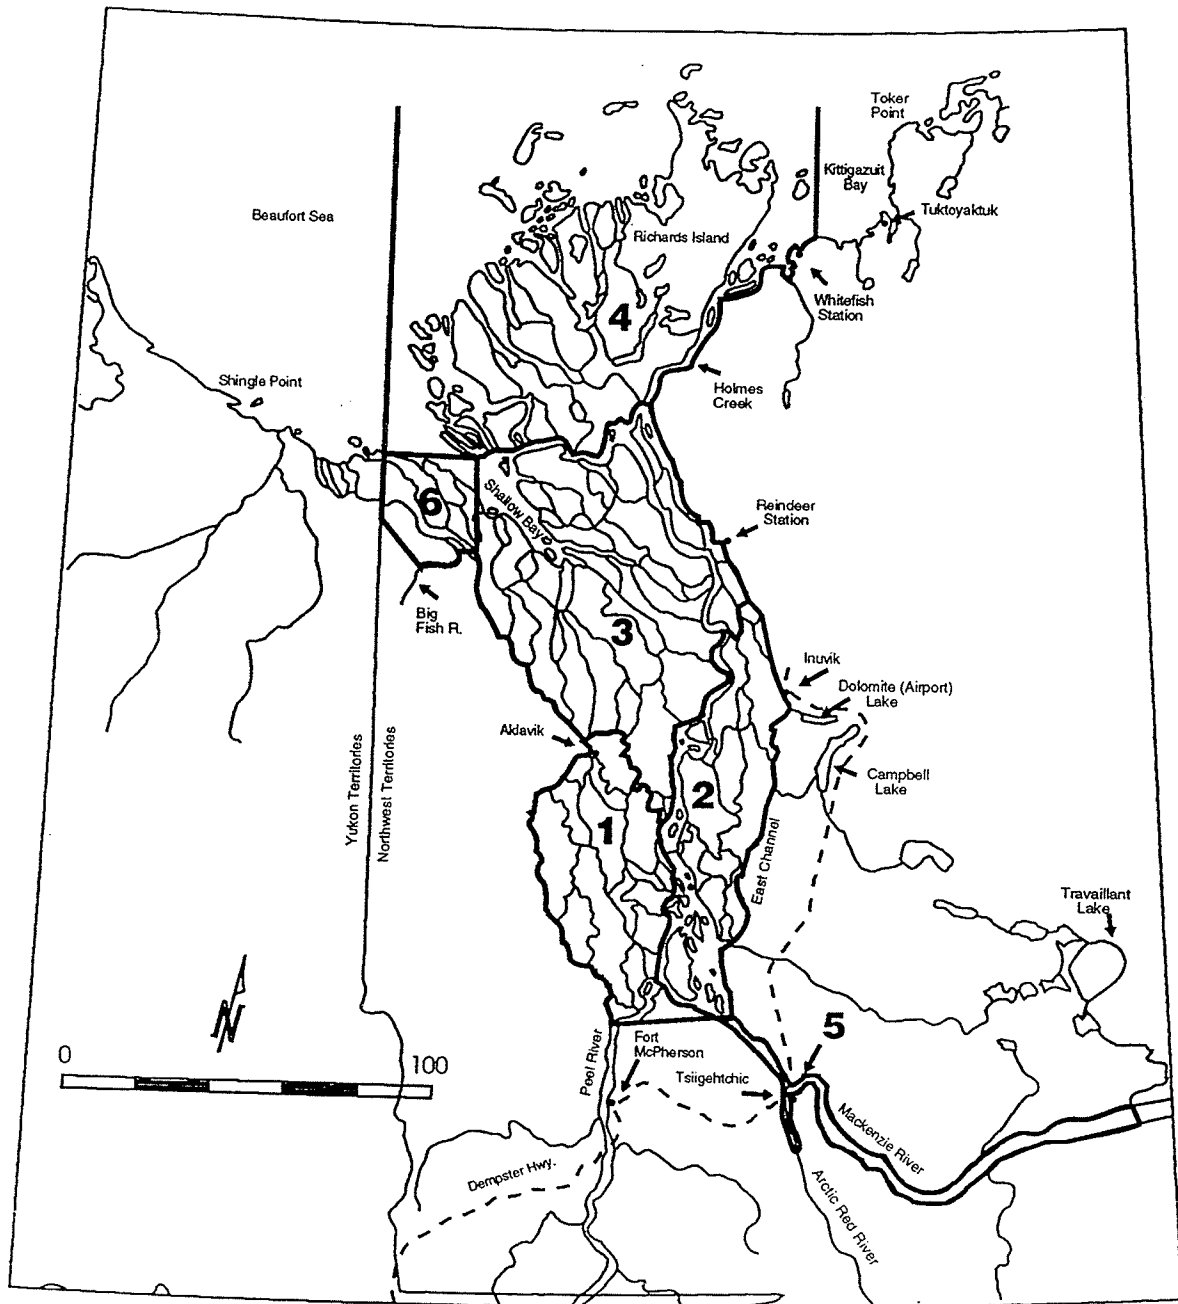 Toker
Point
Kittigazuit
Bay
Beaufort Sea
Tuktoyaktuk
Richards Island
Whitefish
Station
4
Shingle Point
Holmes
Creek
6
Shallow Bay
Reindeer
Station
Big
Fish R.
3
Inuvik
Dolomite (Airport)
Lake
Aklavik
Yukon Territories
Northwest Territories
Campbell
Lake
2
1
East Channel
Travaillant
Lake
N
5
0
100
Peel River
Fort
McPherson
Tsiigehtchic
Mackenzie River
Dempster Hwy.
Arctic Red River